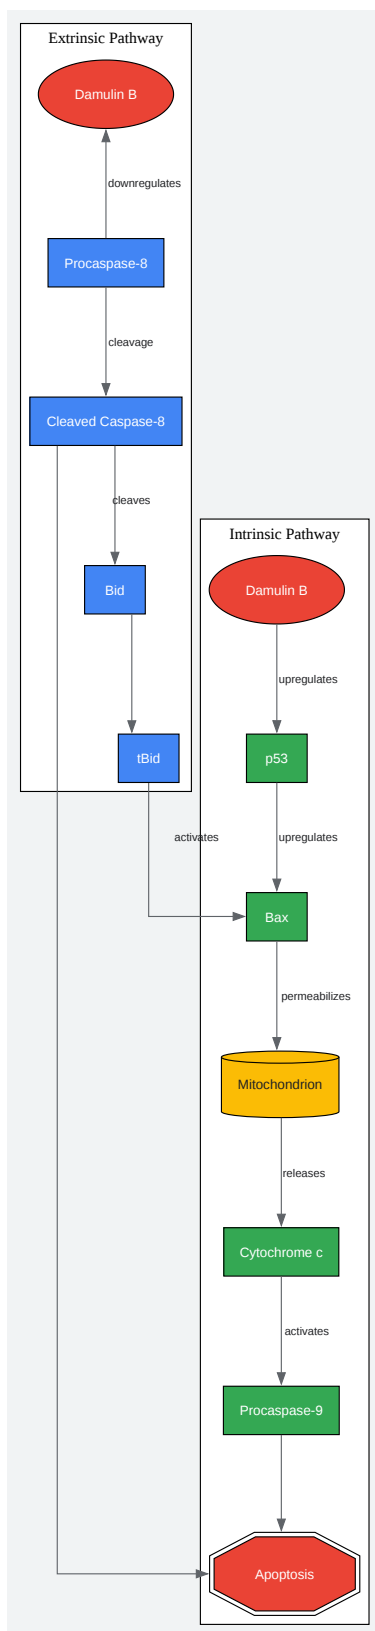 Extrinsic Pathway
Damulin B
downregulates
Procaspase-8
cleavage
Cleaved Caspase-8
cleaves
Bid
tBid
activates
Intrinsic Pathway
Damulin B
upregulates
p53
upregulates
Bax
permeabilizes
Mitochondrion
releases
Cytochrome c
activates
Procaspase-9
Apoptosis